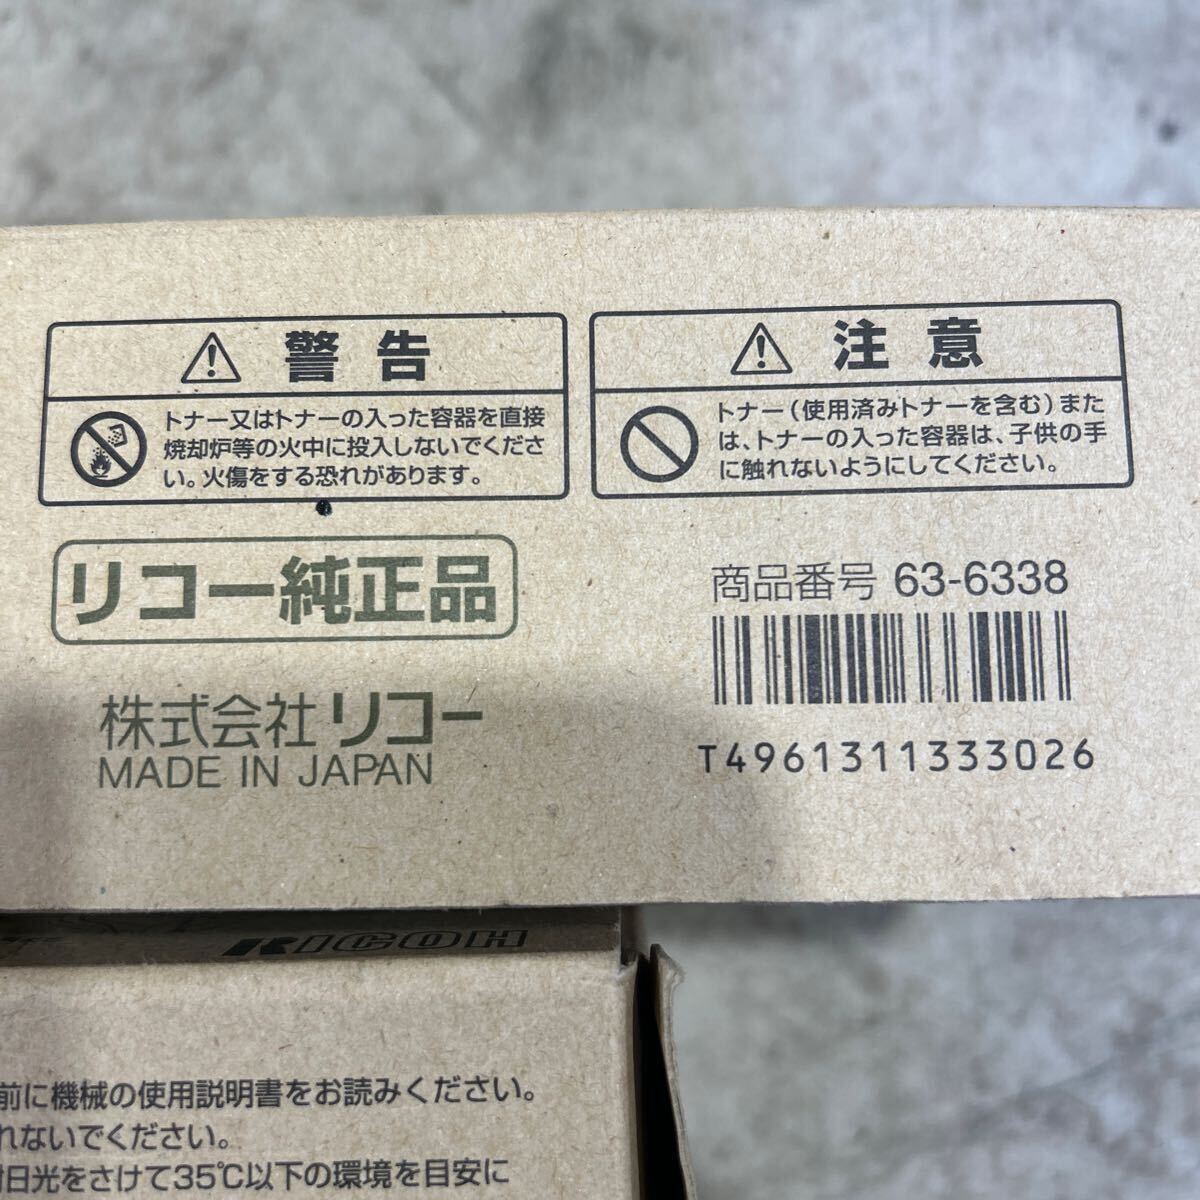 警告
トナー又はトナーの入った容器を直接
焼却炉等の火中に投入しないでくださ
い。火傷をする恐れがあります。
注意
トナー(使用済みトナーを含む)また
は、トナーの入った容器は、子供の手
に触れないようにしてください。
リコー純正品
株式会社リコー
MADE IN JAPAN
商品番号 63-6338
T4961311333026
RICOH
前に機械の使用説明書をお読みください。
れないでください。
日光をさけて35℃以下の環境を目安に